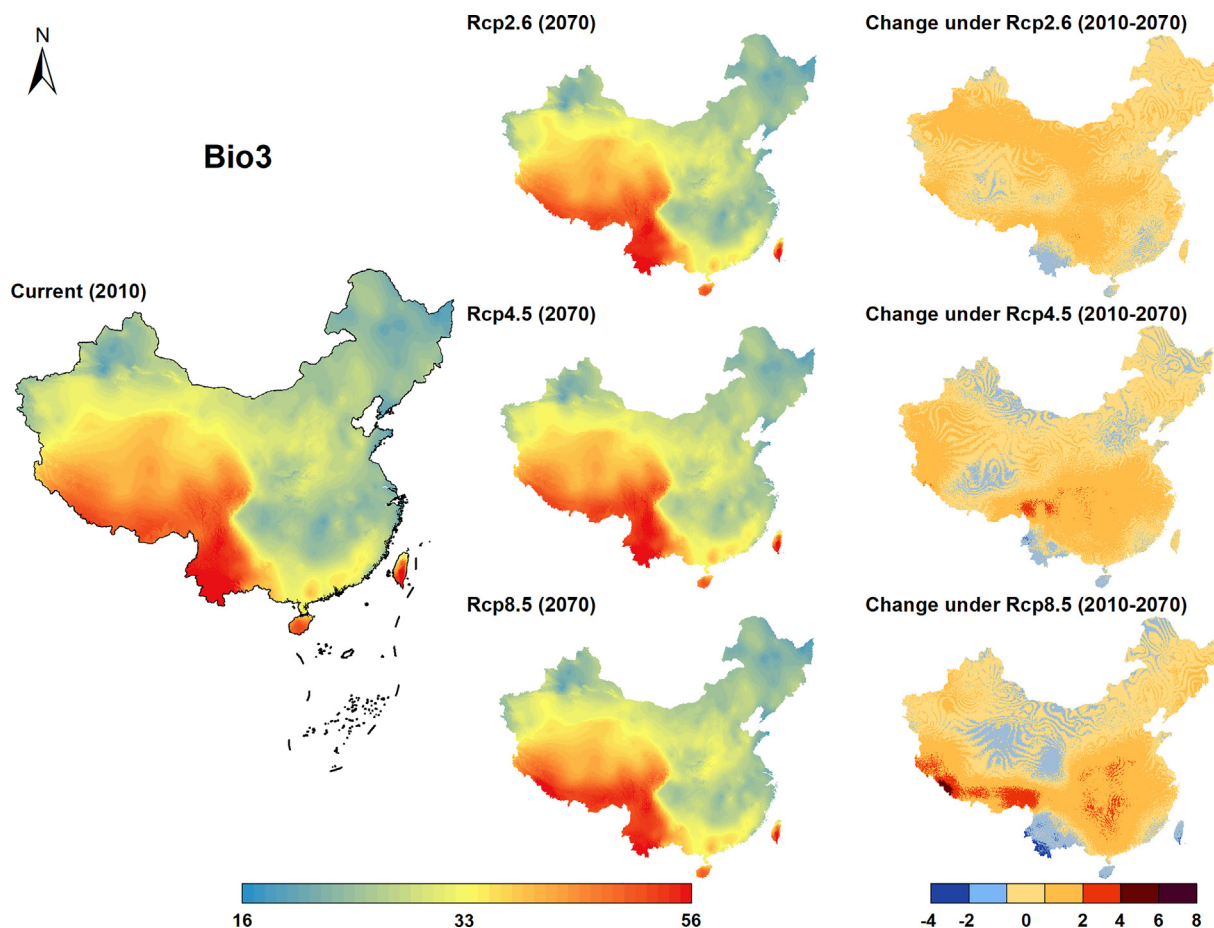 N
Bio3
Current (2010)
Rcp2.6 (2070)
Change under Rcp2.6 (2010-2070)
Rcp4.5 (2070)
Change under Rcp4.5 (2010-2070)
Rcp8.5 (2070)
Change under Rcp8.5 (2010-2070)
16 33 56
-4 -2 0 2 4 6 8